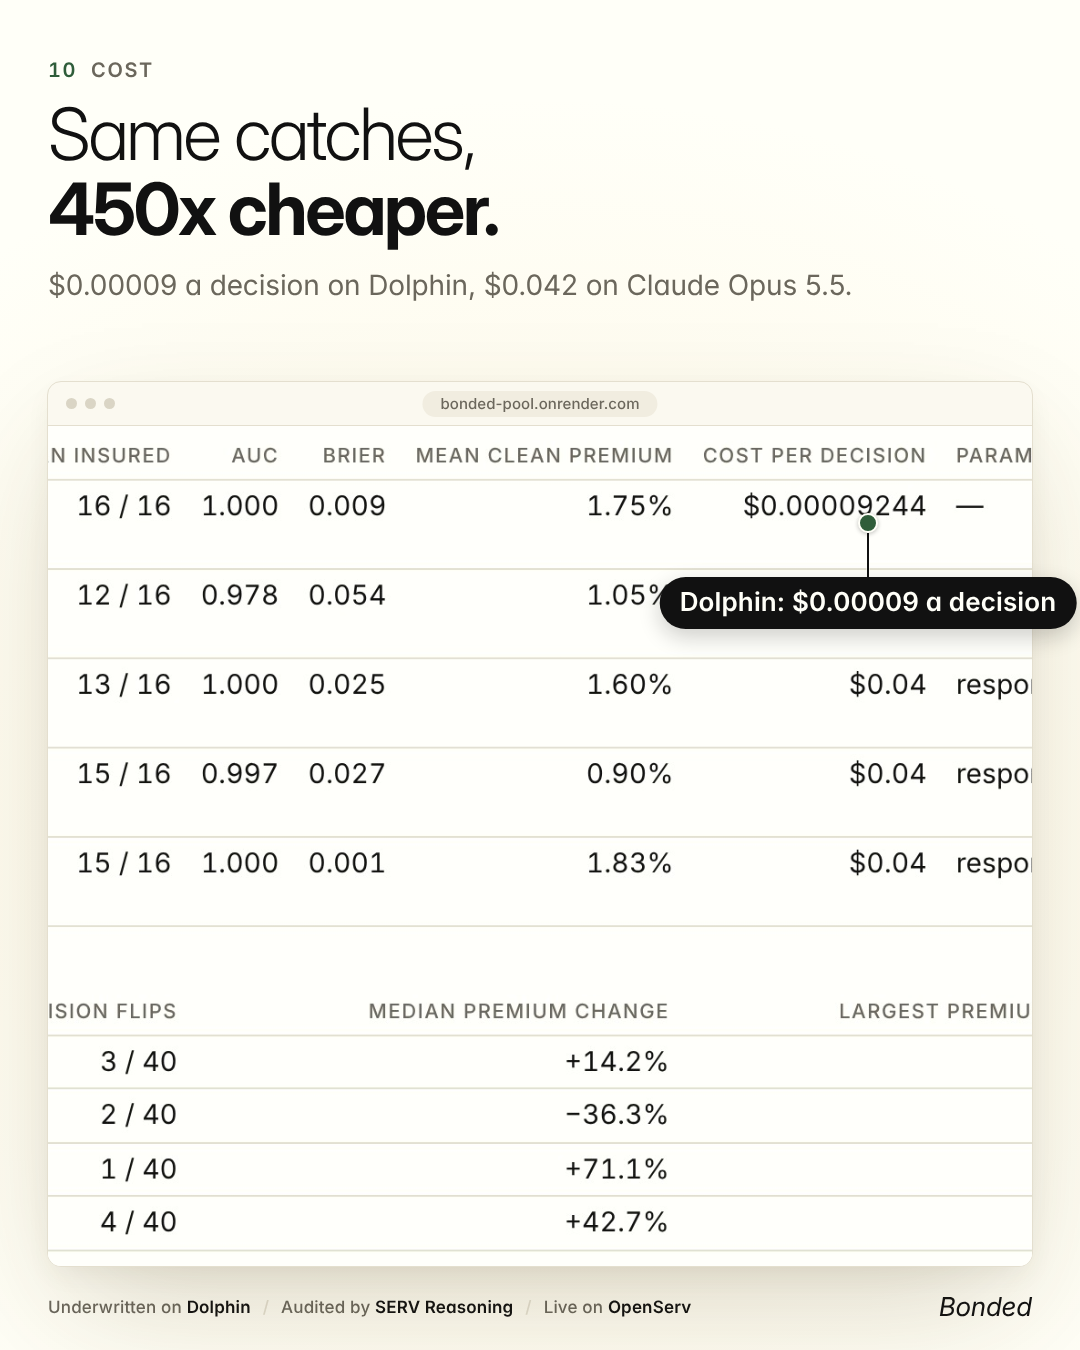 10 COST
Same catches,
450x cheaper.
$0.00009 a decision on Dolphin, $0.042 on Claude Opus 5.5.
bonded-pool.onrender.com
N INSURED AUC BRIER MEAN CLEAN PREMIUM COST PER DECISION PARAM
16 / 16 1.000 0.009 1.75% $0.00009244 —
12 / 16 0.978 0.054 1.05%
Dolphin: $0.00009 a decision
13 / 16 1.000 0.025 1.60% $0.04 respo
15 / 16 0.997 0.027 0.90% $0.04 respo
15 / 16 1.000 0.001 1.83% $0.04 respo
ISION FLIPS MEDIAN PREMIUM CHANGE LARGEST PREMIU
3 / 40 +14.2%
2 / 40 −36.3%
1 / 40 +71.1%
4 / 40 +42.7%
Underwritten on Dolphin / Audited by SERV Reasoning / Live on OpenServ Bonded